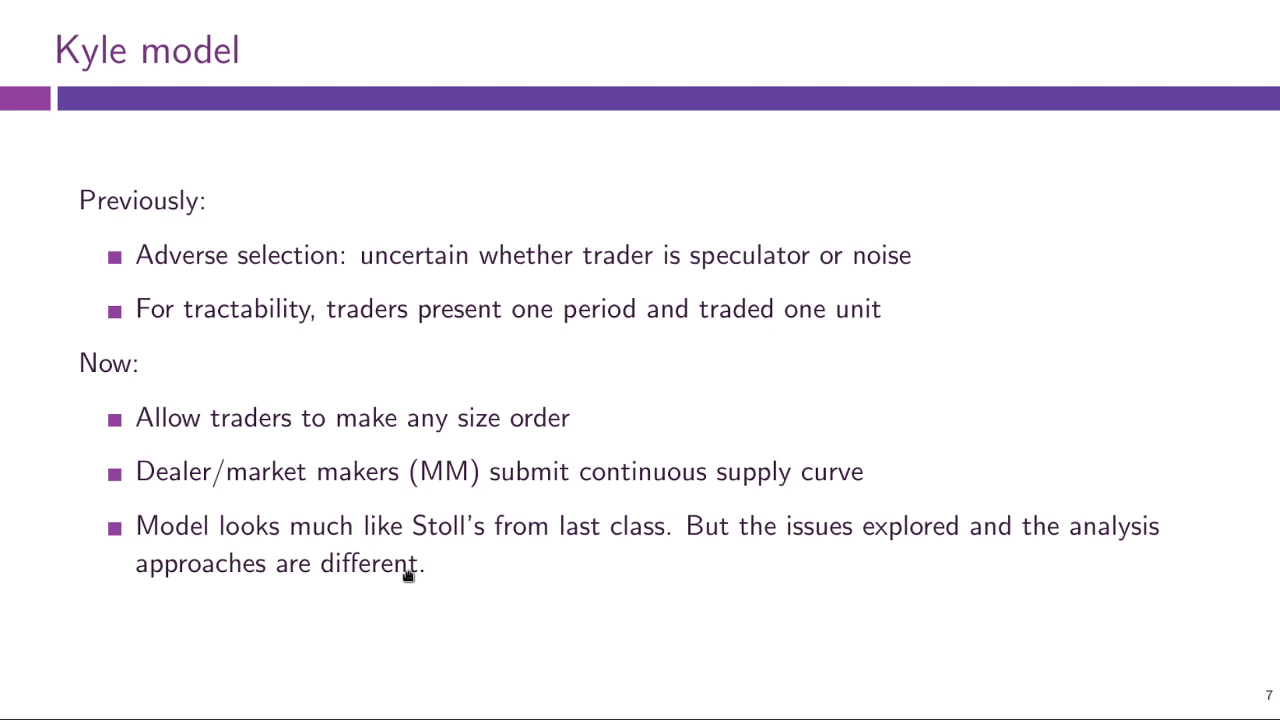 Kyle model
Previously:
Adverse selection: uncertain whether trader is speculator or noise
For tractability, traders present one period and traded one unit
Now:
Allow traders to make any size order
Dealer/market makers (MM) submit continuous supply curve
Model looks much like Stoll's from last class. But the issues explored and the analysis
approaches are different.
7